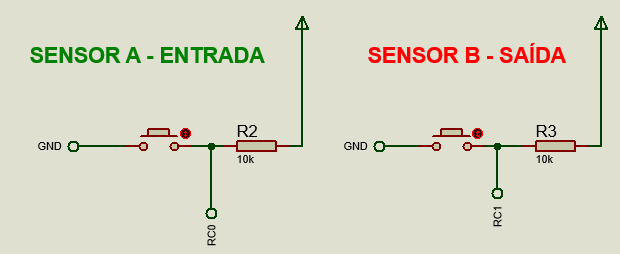 SENSOR A - ENTRADA
SENSOR B - SAÍDA
R2
R3
GND
10k
GND
10k
RC0
RC1